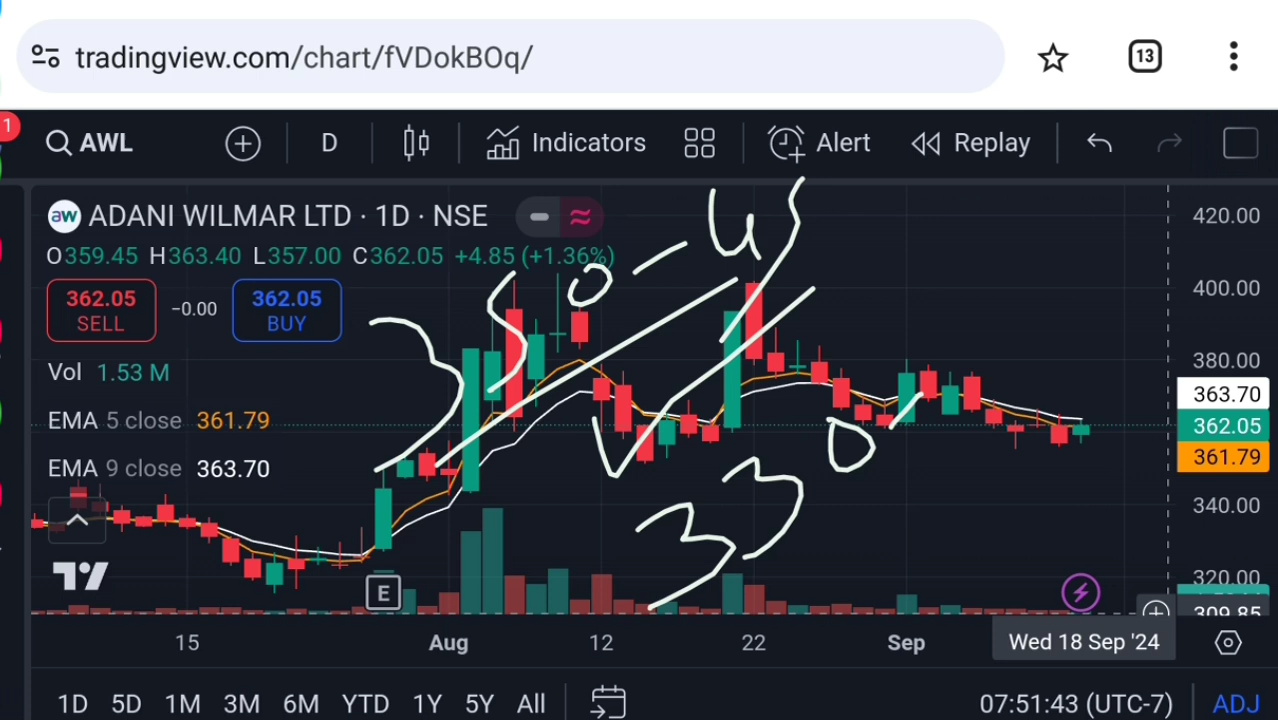 tradingview.com/chart/fVDokBOq/
13
1
AWL
D
Indicators
Alert
Replay
aw ADANI WILMAR LTD · 1D · NSE
O359.45 H363.40 L357.00 C362.05 +4.85 (+1.36%)
362.05
SELL
−0.00
362.05
BUY
Vol 1.53 M
EMA 5 close 361.79
EMA 9 close 363.70
350-4
330
420.00
400.00
380.00
363.70
362.05
361.79
340.00
320.00
309.85
E
15
Aug
12
22
Sep
Wed 18 Sep '24
1D 5D 1M 3M 6M YTD 1Y 5Y All
07:51:43 (UTC-7)
ADJ